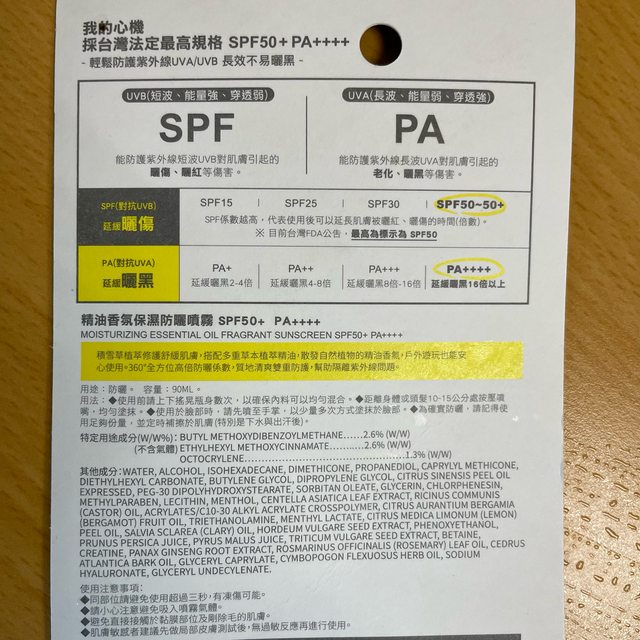 我的心機
採台灣法定最高規格 SPF50+ PA++++
- 輕鬆防護紫外線UVA/UVB 長效不易曬黑 -
UVB(短波、能量強、穿透弱)
SPF
能防護紫外線短波UVB對肌膚引起的
曬傷、曬紅等傷害。
UVA(長波、能量弱、穿透強)
PA
能防護紫外線長波UVA對肌膚引起的
老化、曬黑等傷害。
SPF(對抗UVB)
延緩曬傷
SPF15 SPF25 SPF30 SPF50~50+
SPF係數越高，代表使用後可以延長肌膚被曬紅、曬傷的時間(倍數)。
※ 目前台灣FDA公告，最高為標示為 SPF50
PA(對抗UVA)
延緩曬黑
PA+ PA++ PA+++ PA++++
延緩曬黑2-4倍 延緩曬黑4-8倍 延緩曬黑8倍-16倍 延緩曬黑16倍以上
精油香氛保濕防曬噴霧 SPF50+ PA++++
MOISTURIZING ESSENTIAL OIL FRAGRANT SUNSCREEN SPF50+ PA++++
積雪草植萃修護舒緩肌膚，搭配多重草本植萃精油，散發自然植物的精油香氛，戶外遊玩也能安
心使用。360°全方位高倍防曬係數，質地清爽雙重防護，幫助隔離紫外線問題。
用途：防曬。 容量：90ML。
用法：◆使用前請上下搖晃瓶身數次，以確保內料可以均勻混合。◆距離身體或頭髮10-15公分處按壓噴
嘴，均勻塗抹。◆使用於臉部時，請先噴至手掌，以少量多次方式塗抹於臉部。◆為確實防曬，請記得使
用足夠份量，並定時補擦於肌膚(特別是下水與出汗後)。
特定用途成分(W/W%)：BUTYL METHOXYDIBENZOYLMETHANE......2.6% (W/W)
(不含氣體) ETHYLHEXYL METHOXYCINNAMATE...........2.6% (W/W)
OCTOCRYLENE..............................................1.3% (W/W)
其他成分：WATER, ALCOHOL, ISOHEXADECANE, DIMETHICONE, PROPANEDIOL, CAPRYLYL METHICONE,
DIETHYLHEXYL CARBONATE, BUTYLENE GLYCOL, DIPROPYLENE GLYCOL, CITRUS SINENSIS PEEL OIL
EXPRESSED, PEG-30 DIPOLYHYDROXYSTEARATE, SORBITAN OLEATE, GLYCERIN, CHLORPHENESIN,
METHYLPARABEN, LECITHIN, MENTHOL, CENTELLA ASIATICA LEAF EXTRACT, RICINUS COMMUNIS
(CASTOR) OIL, ACRYLATES/C10-30 ALKYL ACRYLATE CROSSPOLYMER, CITRUS AURANTIUM BERGAMIA
(BERGAMOT) FRUIT OIL, TRIETHANOLAMINE, MENTHYL LACTATE, CITRUS MEDICA LIMONUM (LEMON)
PEEL OIL, SALVIA SCLAREA (CLARY) OIL, HORDEUM VULGARE SEED EXTRACT, PHENOXYETHANOL,
PRUNUS PERSICA JUICE, PYRUS MALUS JUICE, TRITICUM VULGARE SEED EXTRACT, BETAINE,
CREATINE, PANAX GINSENG ROOT EXTRACT, ROSMARINUS OFFICINALIS (ROSEMARY) LEAF OIL, CEDRUS
ATLANTICA BARK OIL, GLYCERYL CAPRYLATE, CYMBOPOGON FLEXUOSUS HERB OIL, SODIUM
HYALURONATE, GLYCERYL UNDECYLENATE.
使用注意事項：
◆同部位請避免使用超過三秒，有凍傷可能。
◆請小心注意避免吸入噴霧氣體。
◆避免直接接觸於黏膜部位及剛除毛的肌膚。
◆肌膚敏感者建議先做局部皮膚測試後，無過敏反應再進行使用。